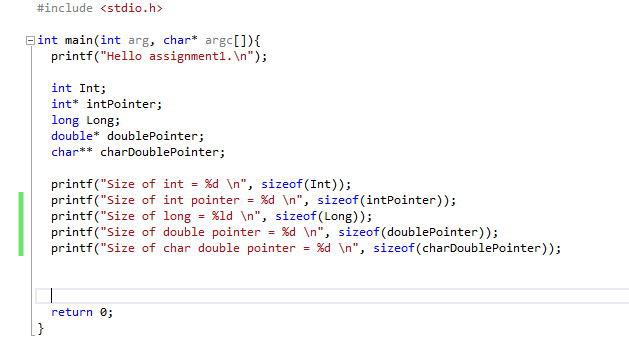 #include <stdio.h>
int main(int arg, char* argc[]){
printf("Hello assignment1.\n");
int Int;
int* intPointer;
long Long;
double* doublePointer;
char** charDoublePointer;
printf("Size of int = %d \n", sizeof(Int));
printf("Size of int pointer = %d \n", sizeof(intPointer));
printf("Size of long = %ld \n", sizeof(Long));
printf("Size of double pointer = %d \n", sizeof(doublePointer));
printf("Size of char double pointer = %d \n", sizeof(charDoublePointer));
return 0;
}